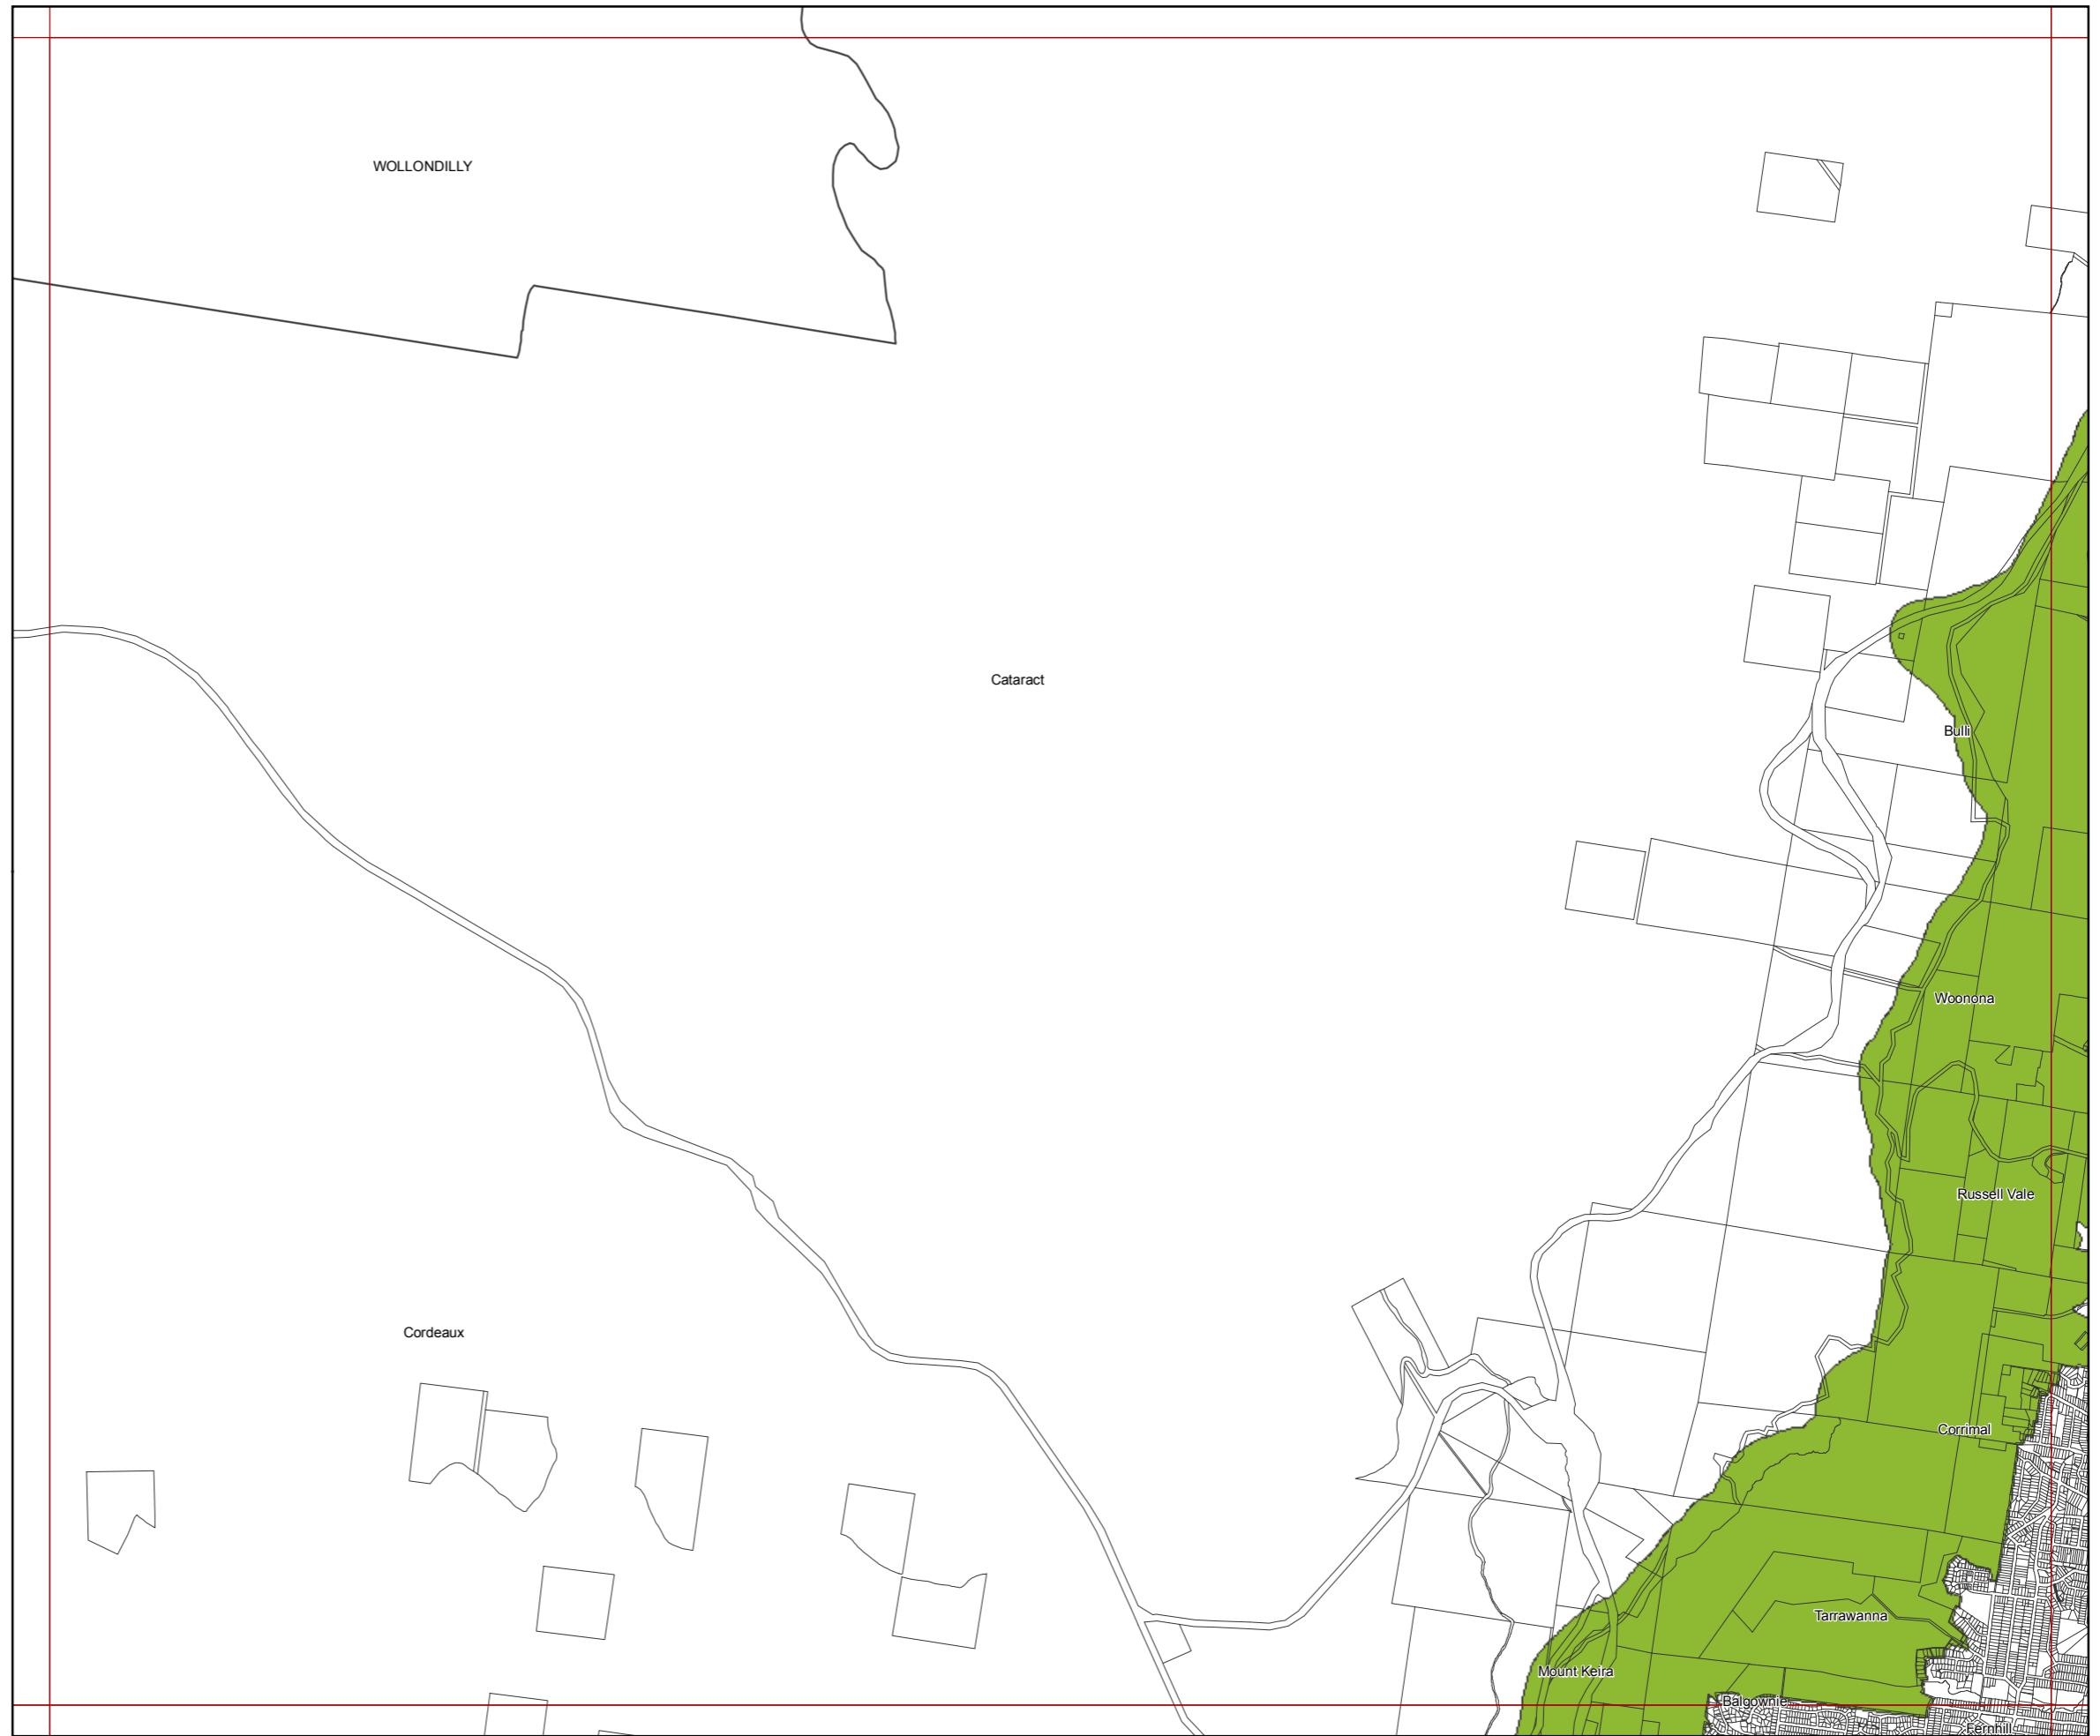 WOLLONDILLY
Cataract
Bulli
Woonona
Russell Vale
Cordeaux
Corrimal
Tarrawanna
Mount Keira
Balgownie
Fernhill